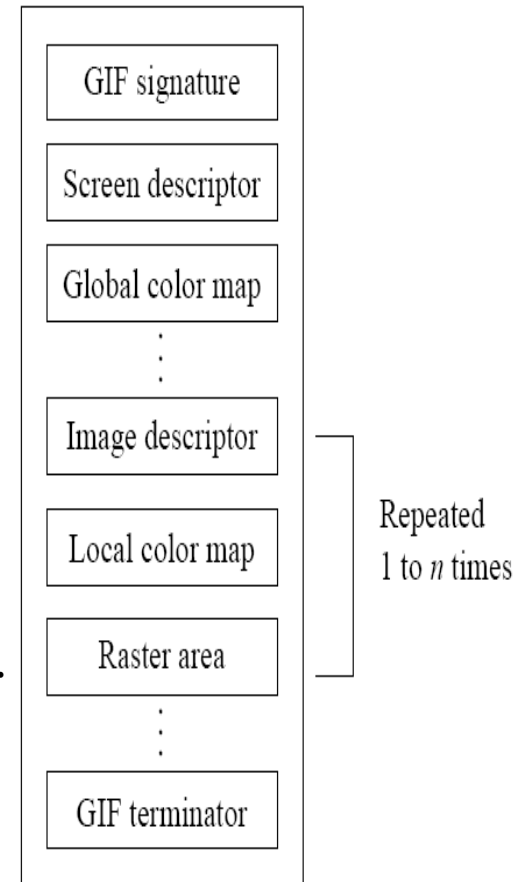 GIF signature
Screen descriptor
Global color map
⋮
Image descriptor
Local color map
Raster area
⋮
GIF terminator
Repeated
1 to n times
.